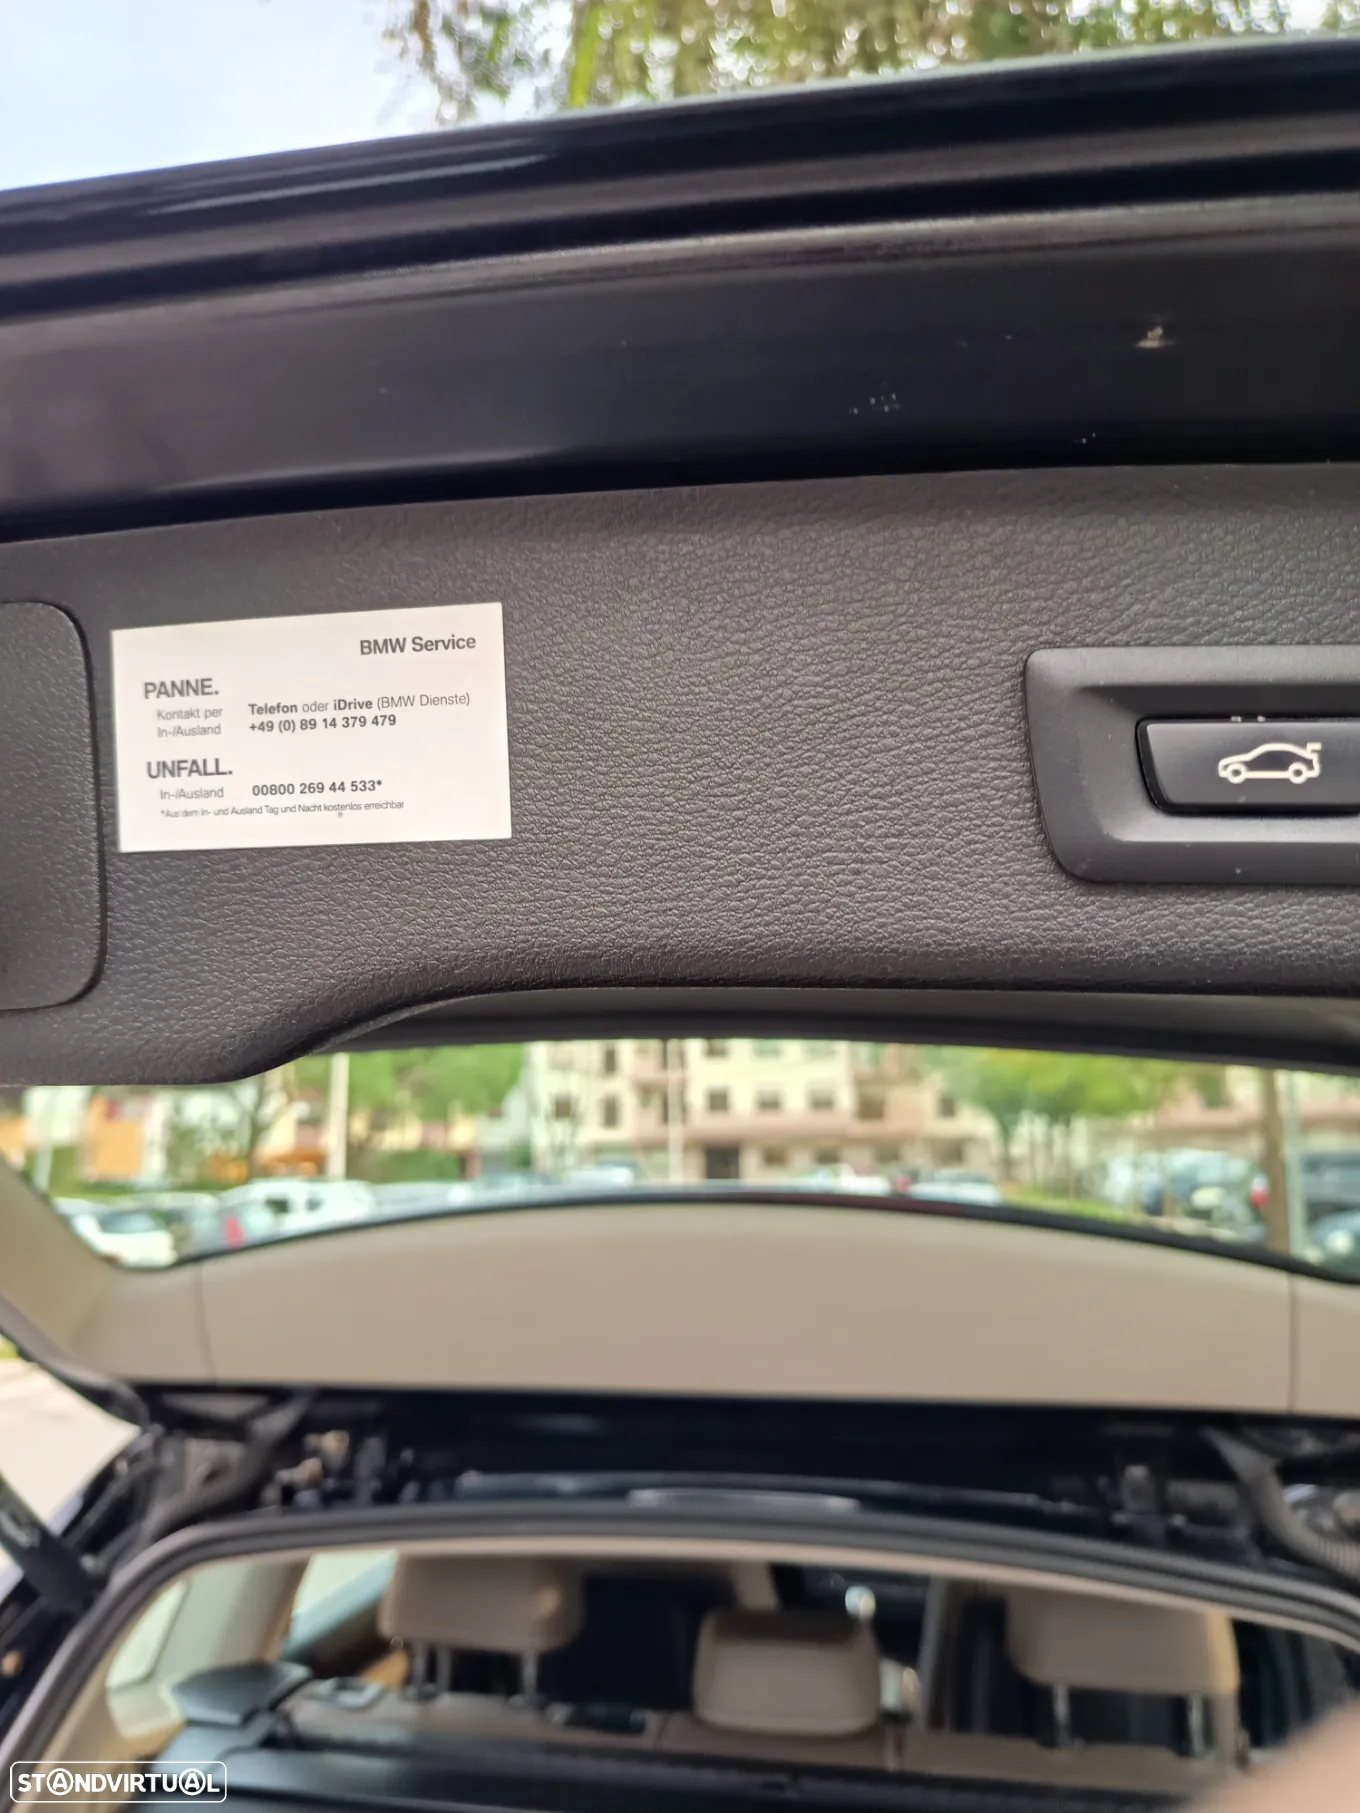 BMW Service
PANNE.
Kontakt per Telefon oder iDrive (BMW Dienste)
In-/Ausland +49 (0) 89 14 379 479
UNFALL.
In-/Ausland 00800 269 44 533*
*Aus dem In- und Ausland Tag und Nacht kostenlos erreichbar
STANDVIRTUAL